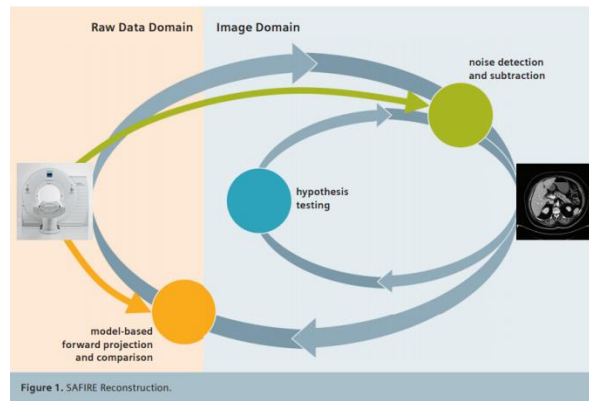 Raw Data Domain
Image Domain
noise detection
and subtraction
hypothesis
testing
model-based
forward projection
and comparison
Figure 1. SAFIRE Reconstruction.